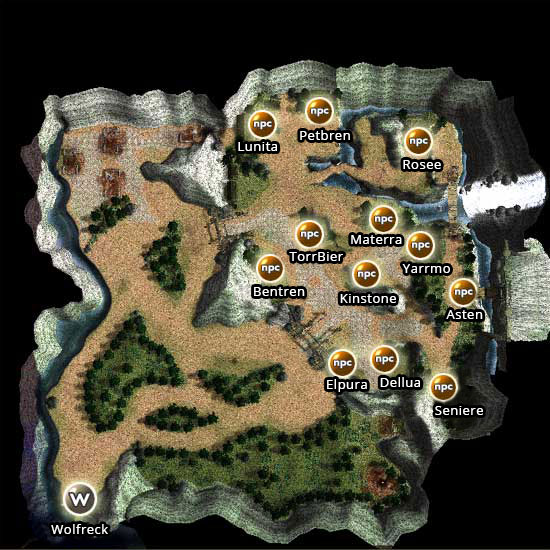 npc
Petbren
npc
Lunita
npc
Rosee
npc
Materra
npc
TorrBier
npc
Yarrmo
npc
Bentren
npc
Kinstone
npc
Asten
npc
Elpura
npc
Dellua
npc
Seniere
W
Wolfreck